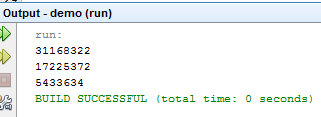 Output - demo (run)
run:
31168322
17225372
5433634
BUILD SUCCESSFUL (total time: 0 seconds)